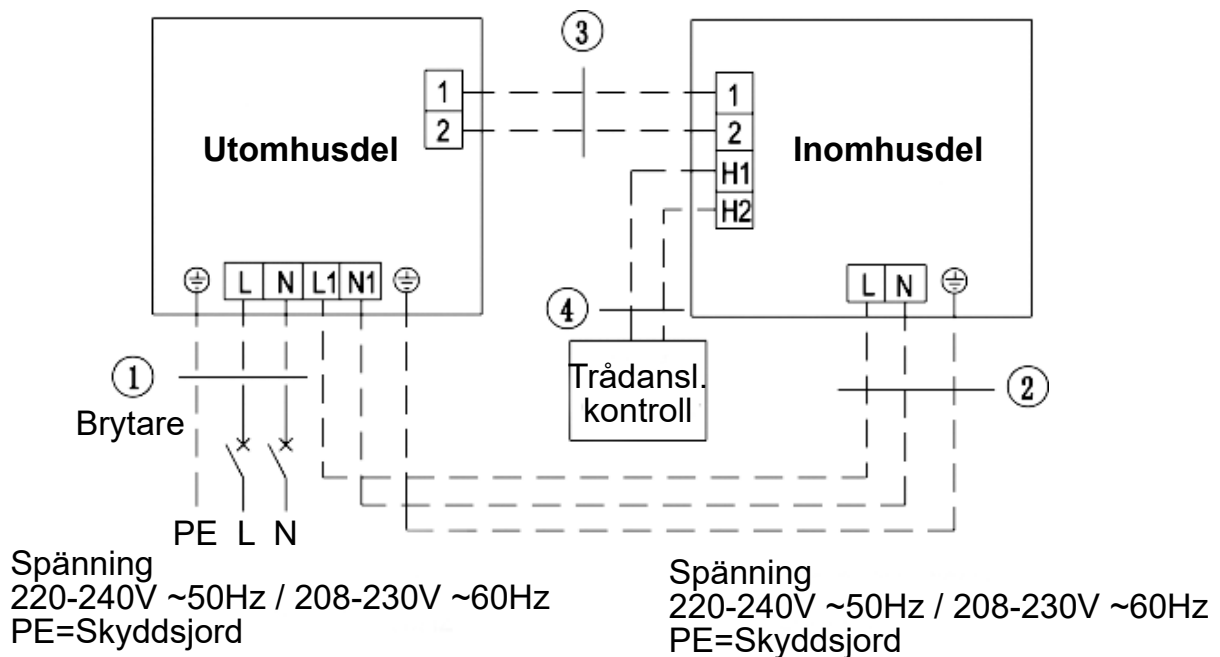 ③
1
2
1
2
H1
H2
Utomhusdel
Inomhusdel
L N L1 N1
L N
④
①
②
Brytare
Trådansl.
kontroll
PE L N
Spänning
220-240V ~50Hz / 208-230V ~60Hz
PE=Skyddsjord
Spänning
220-240V ~50Hz / 208-230V ~60Hz
PE=Skyddsjord